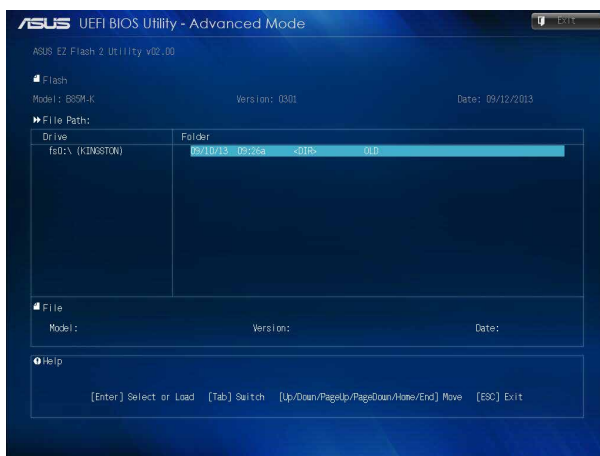 ASUS UEFI BIOS Utility - Advanced Mode
Exit
ASUS EZ Flash 2 Utility v02.00
Flash
Model: B85M-K Version: 0301 Date: 09/12/2013
File Path:
Drive Folder
fs0:\ (KINGSTON) 09/10/13 09:26a <DIR> OLD
File
Model: Version: Date:
Help
[Enter] Select or Load [Tab] Switch [Up/Down/PageUp/PageDown/Home/End] Move [ESC] Exit